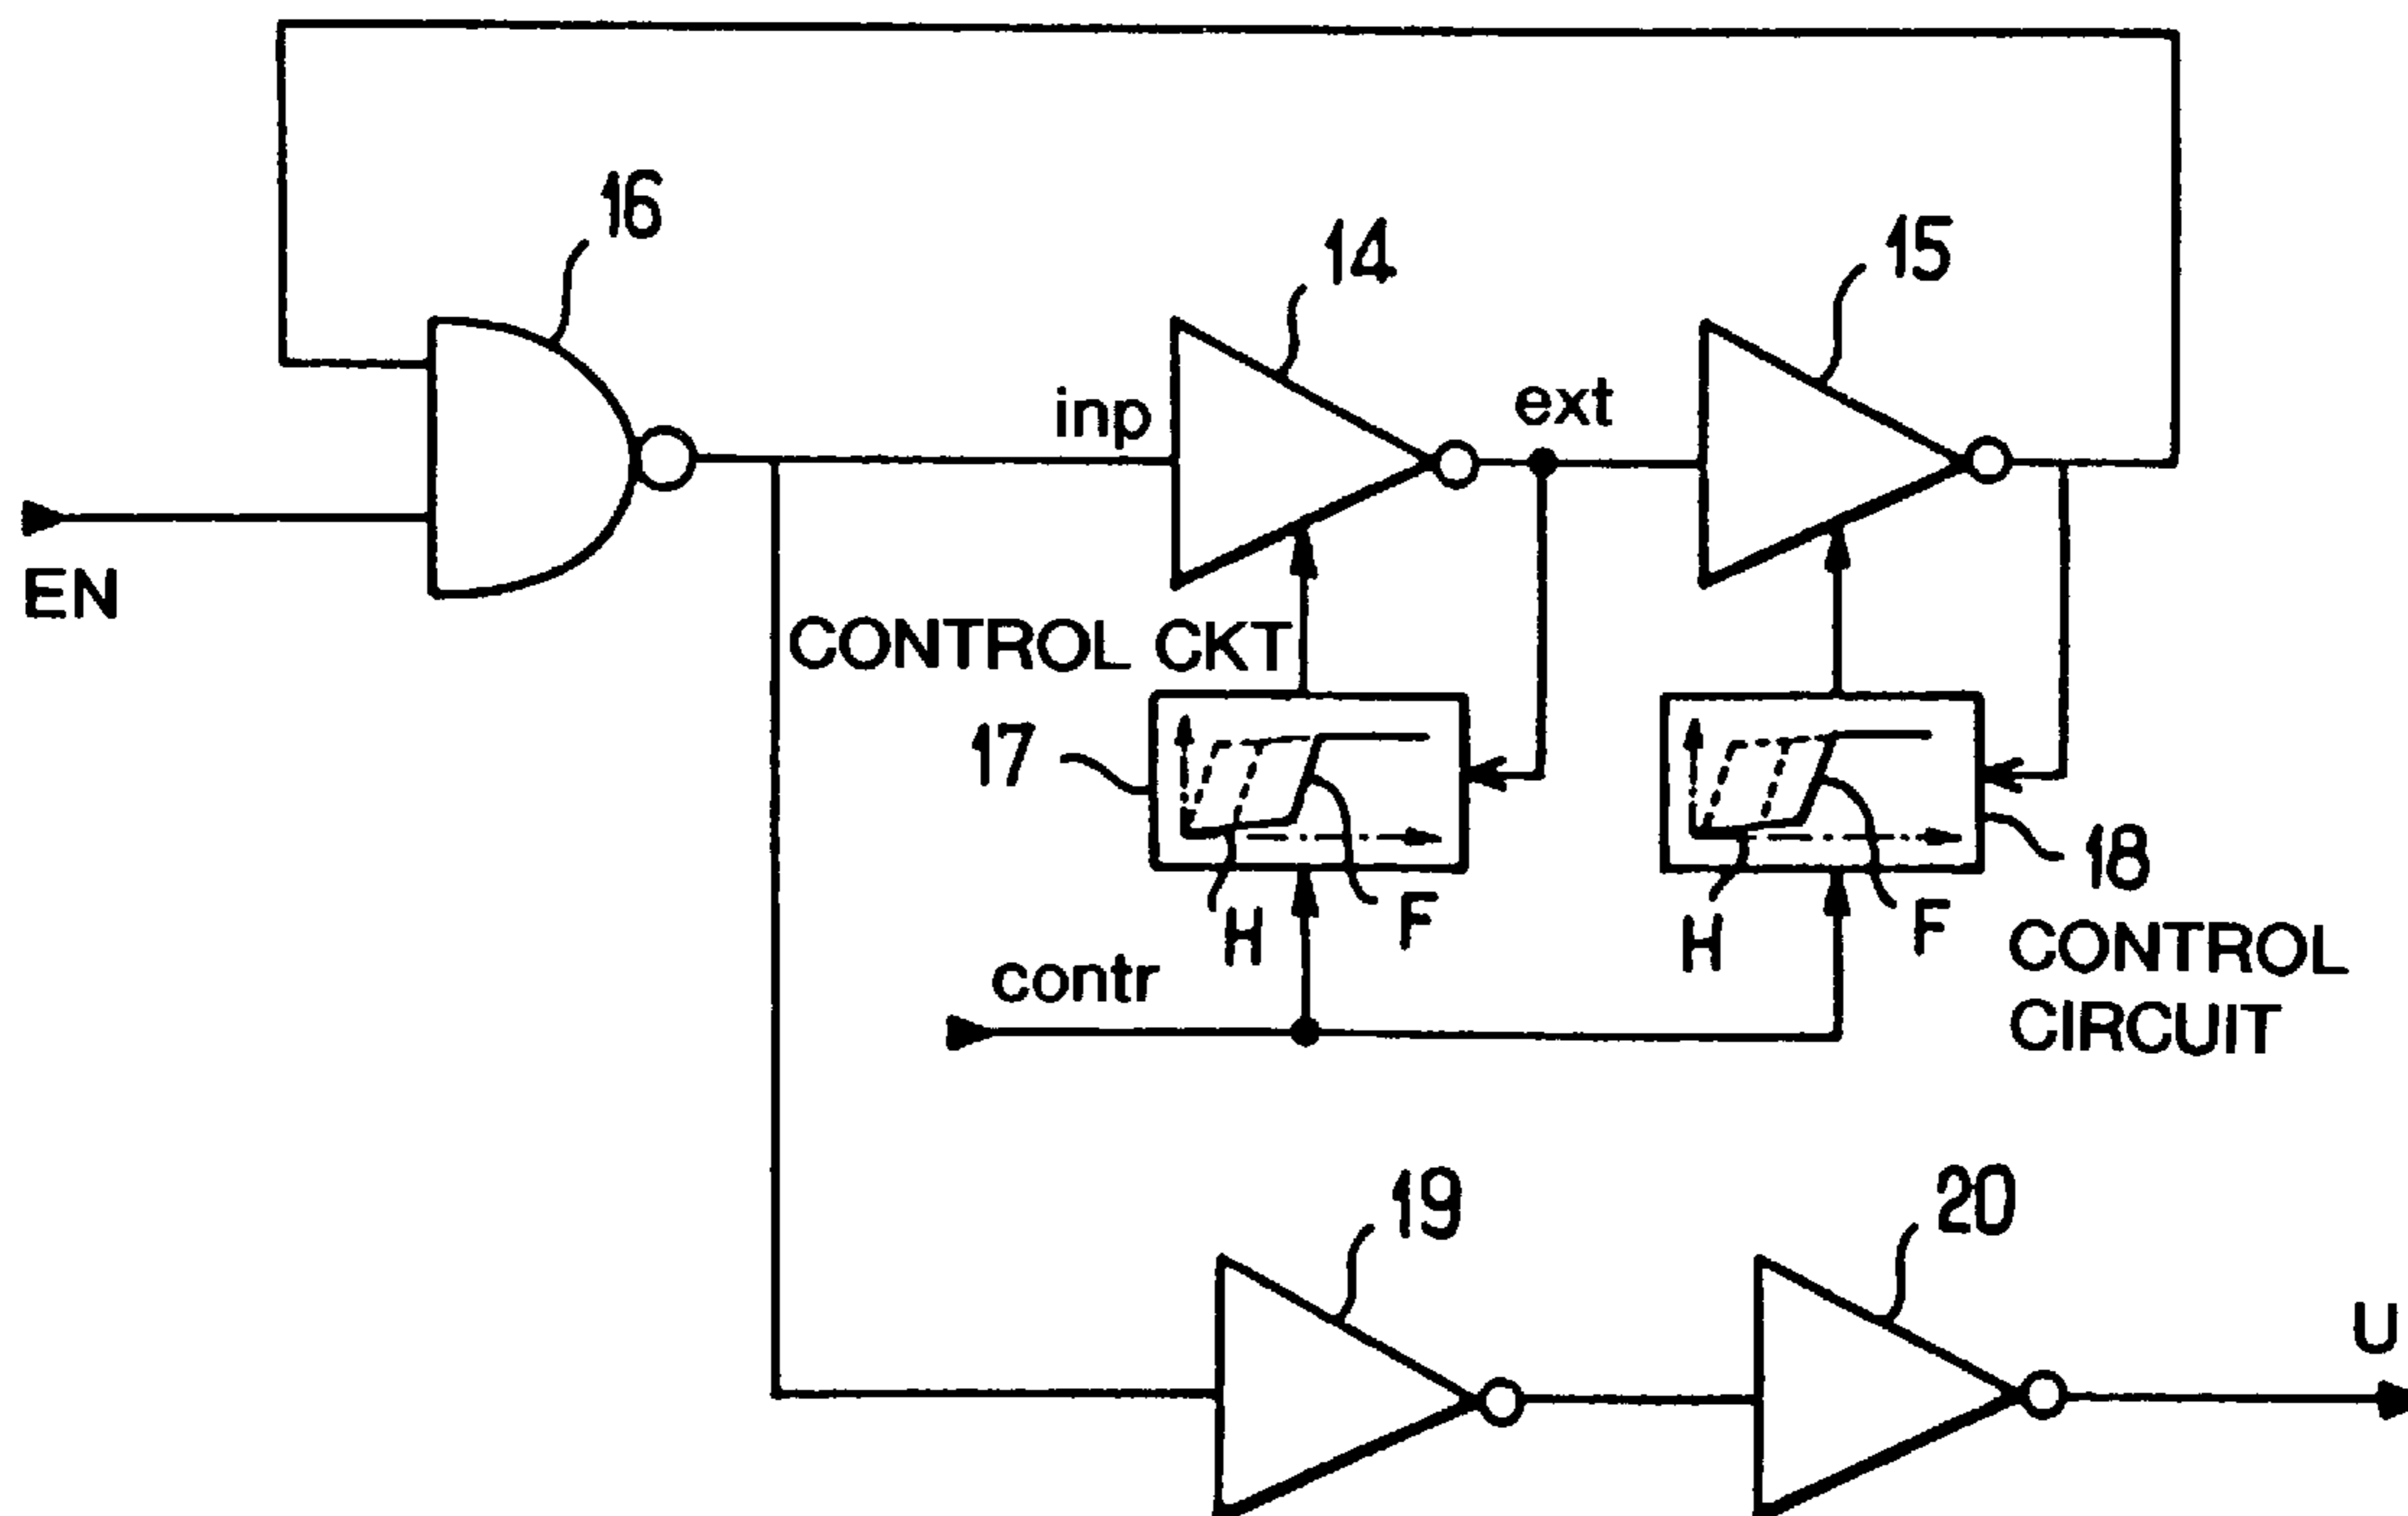 16
14
15
inp
ext
EN
CONTROL CKT
17
18
H
F
H
F
CONTROL
CIRCUIT
contr
19
20
U